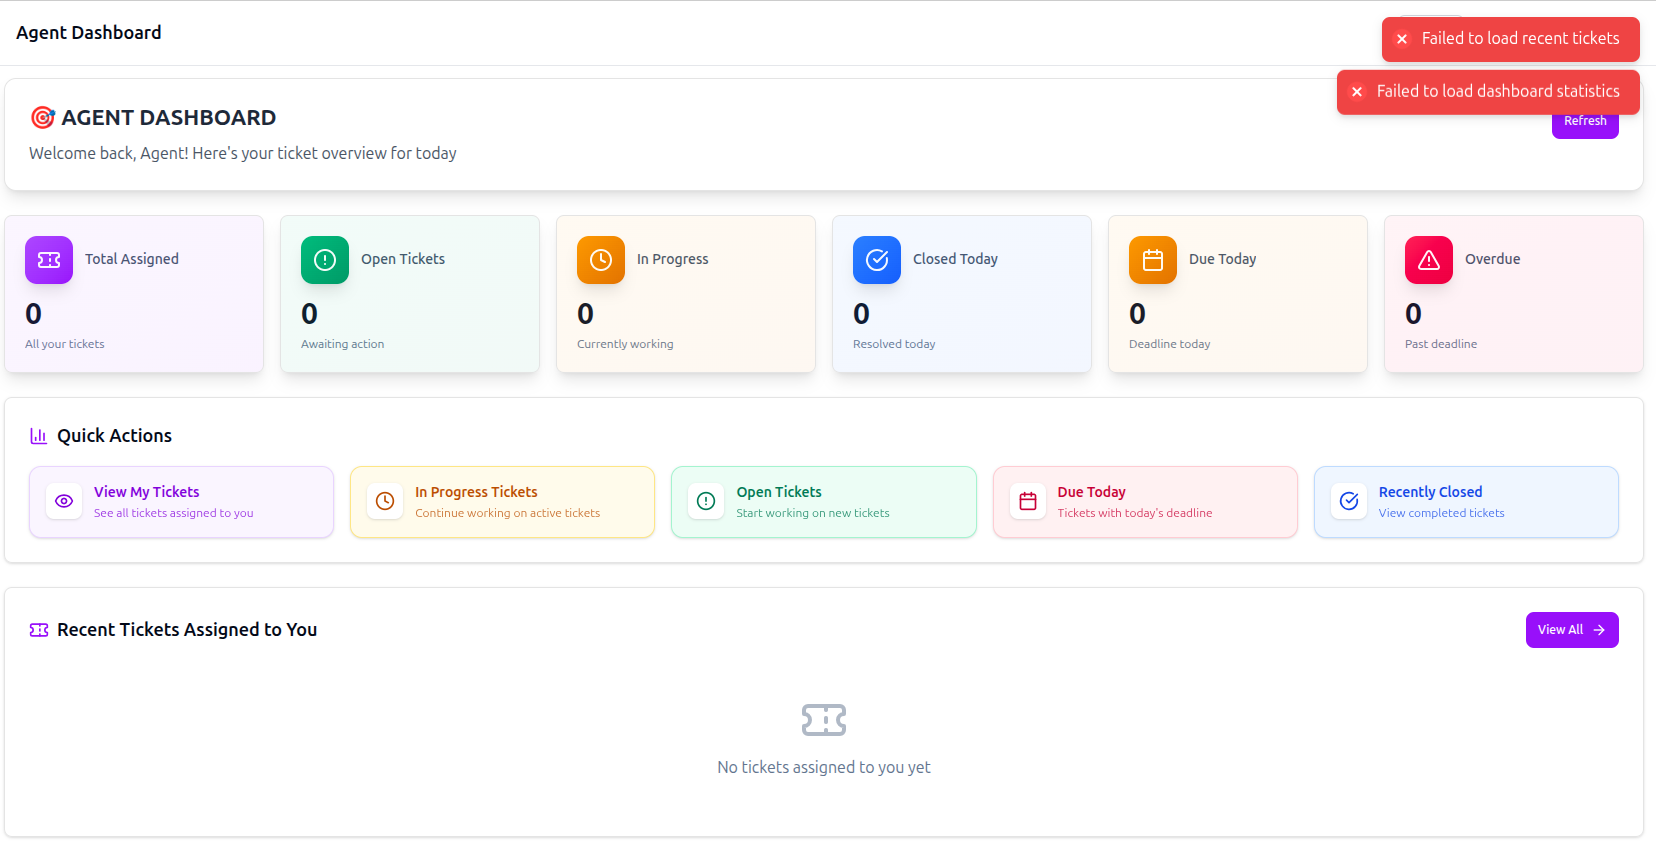 Agent Dashboard
Failed to load recent tickets
Failed to load dashboard statistics
🎯 AGENT DASHBOARD
Refresh
Welcome back, Agent! Here's your ticket overview for today
Total Assigned
0
All your tickets
Open Tickets
0
Awaiting action
In Progress
0
Currently working
Closed Today
0
Resolved today
Due Today
0
Deadline today
Overdue
0
Past deadline
Quick Actions
View My Tickets
See all tickets assigned to you
In Progress Tickets
Continue working on active tickets
Open Tickets
Start working on new tickets
Due Today
Tickets with today's deadline
Recently Closed
View completed tickets
Recent Tickets Assigned to You
View All
No tickets assigned to you yet